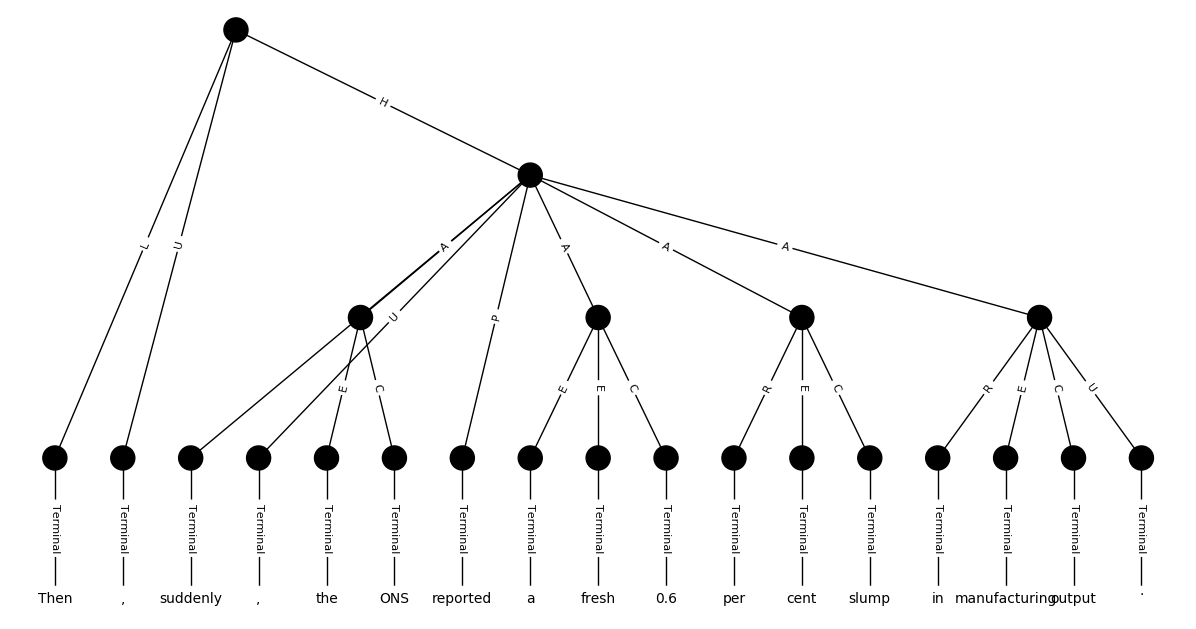 H
L U A U A A A
P
E C E E C R E C R E C U
Terminal Terminal Terminal Terminal Terminal Terminal Terminal Terminal Terminal Terminal Terminal Terminal Terminal Terminal Terminal Terminal Terminal
Then , suddenly , the ONS reported a fresh 0.6 per cent slump in manufacturing output .